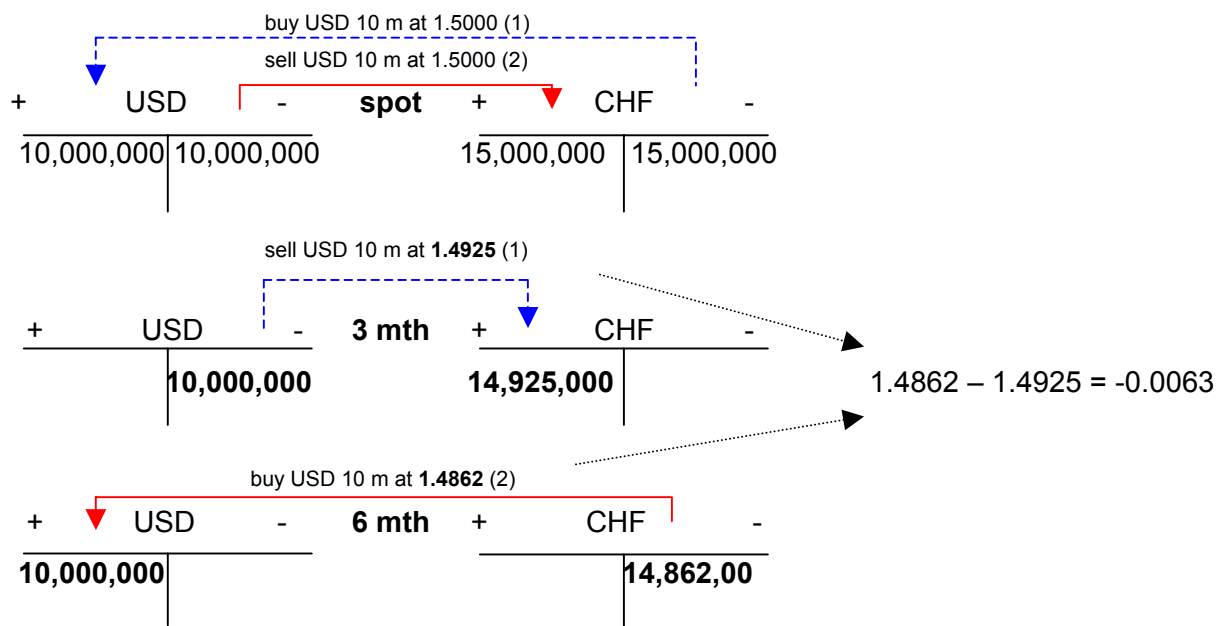 buy USD 10 m at 1.5000 (1)
sell USD 10 m at 1.5000 (2)
+ USD - spot + CHF -
10,000,000 10,000,000 15,000,000 15,000,000
sell USD 10 m at 1.4925 (1)
+ USD - 3 mth + CHF -
10,000,000 14,925,000
1.4862 – 1.4925 = -0.0063
buy USD 10 m at 1.4862 (2)
+ USD - 6 mth + CHF -
10,000,000 14,862,00